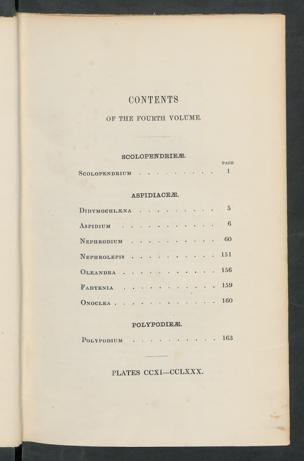 CONTENTS
OF THE FOURTH VOLUME.
SCOLOPENDRIEÆ.
PAGE
SCOLOPENDRIUM . . . . . . . . . 1
ASPIDIACEÆ.
DIDYMOCHLÆNA . . . . . . . . . 5
ASPIDIUM . . . . . . . . . . 6
NEPHRODIUM . . . . . . . . . . 60
NEPHROLEPIS . . . . . . . . . 151
OLEANDRA . . . . . . . . . . 156
FADYENIA . . . . . . . . . . 159
ONOCLEA . . . . . . . . . . . 160
POLYPODIEÆ.
POLYPODIUM . . . . . . . . . 163
PLATES CCXI—CCLXXX.